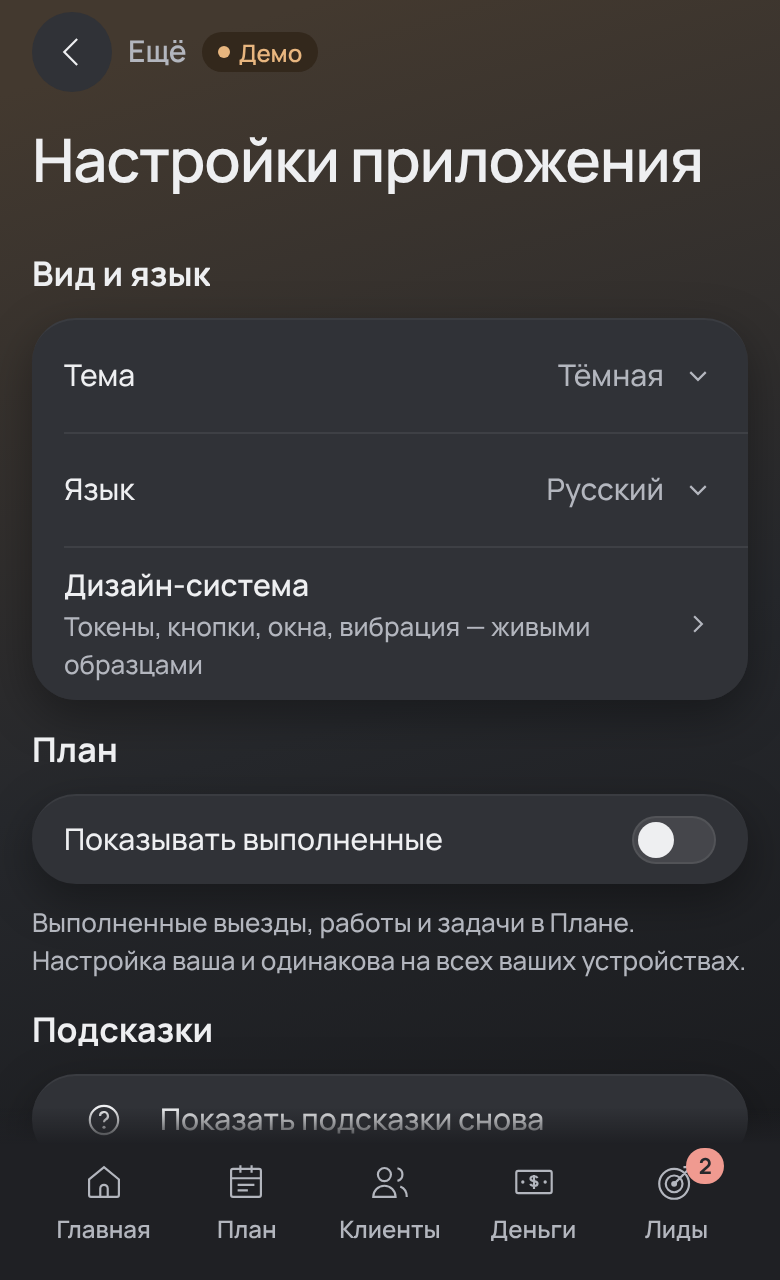 Ещё
Демо
Настройки приложения
Вид и язык
Тема
Тёмная
Язык
Русский
Дизайн-система
Токены, кнопки, окна, вибрация — живыми
образцами
План
Показывать выполненные
Выполненные выезды, работы и задачи в Плане.
Настройка ваша и одинакова на всех ваших устройствах.
Подсказки
Показать подсказки снова
2
Главная
План
Клиенты
Деньги
Лиды